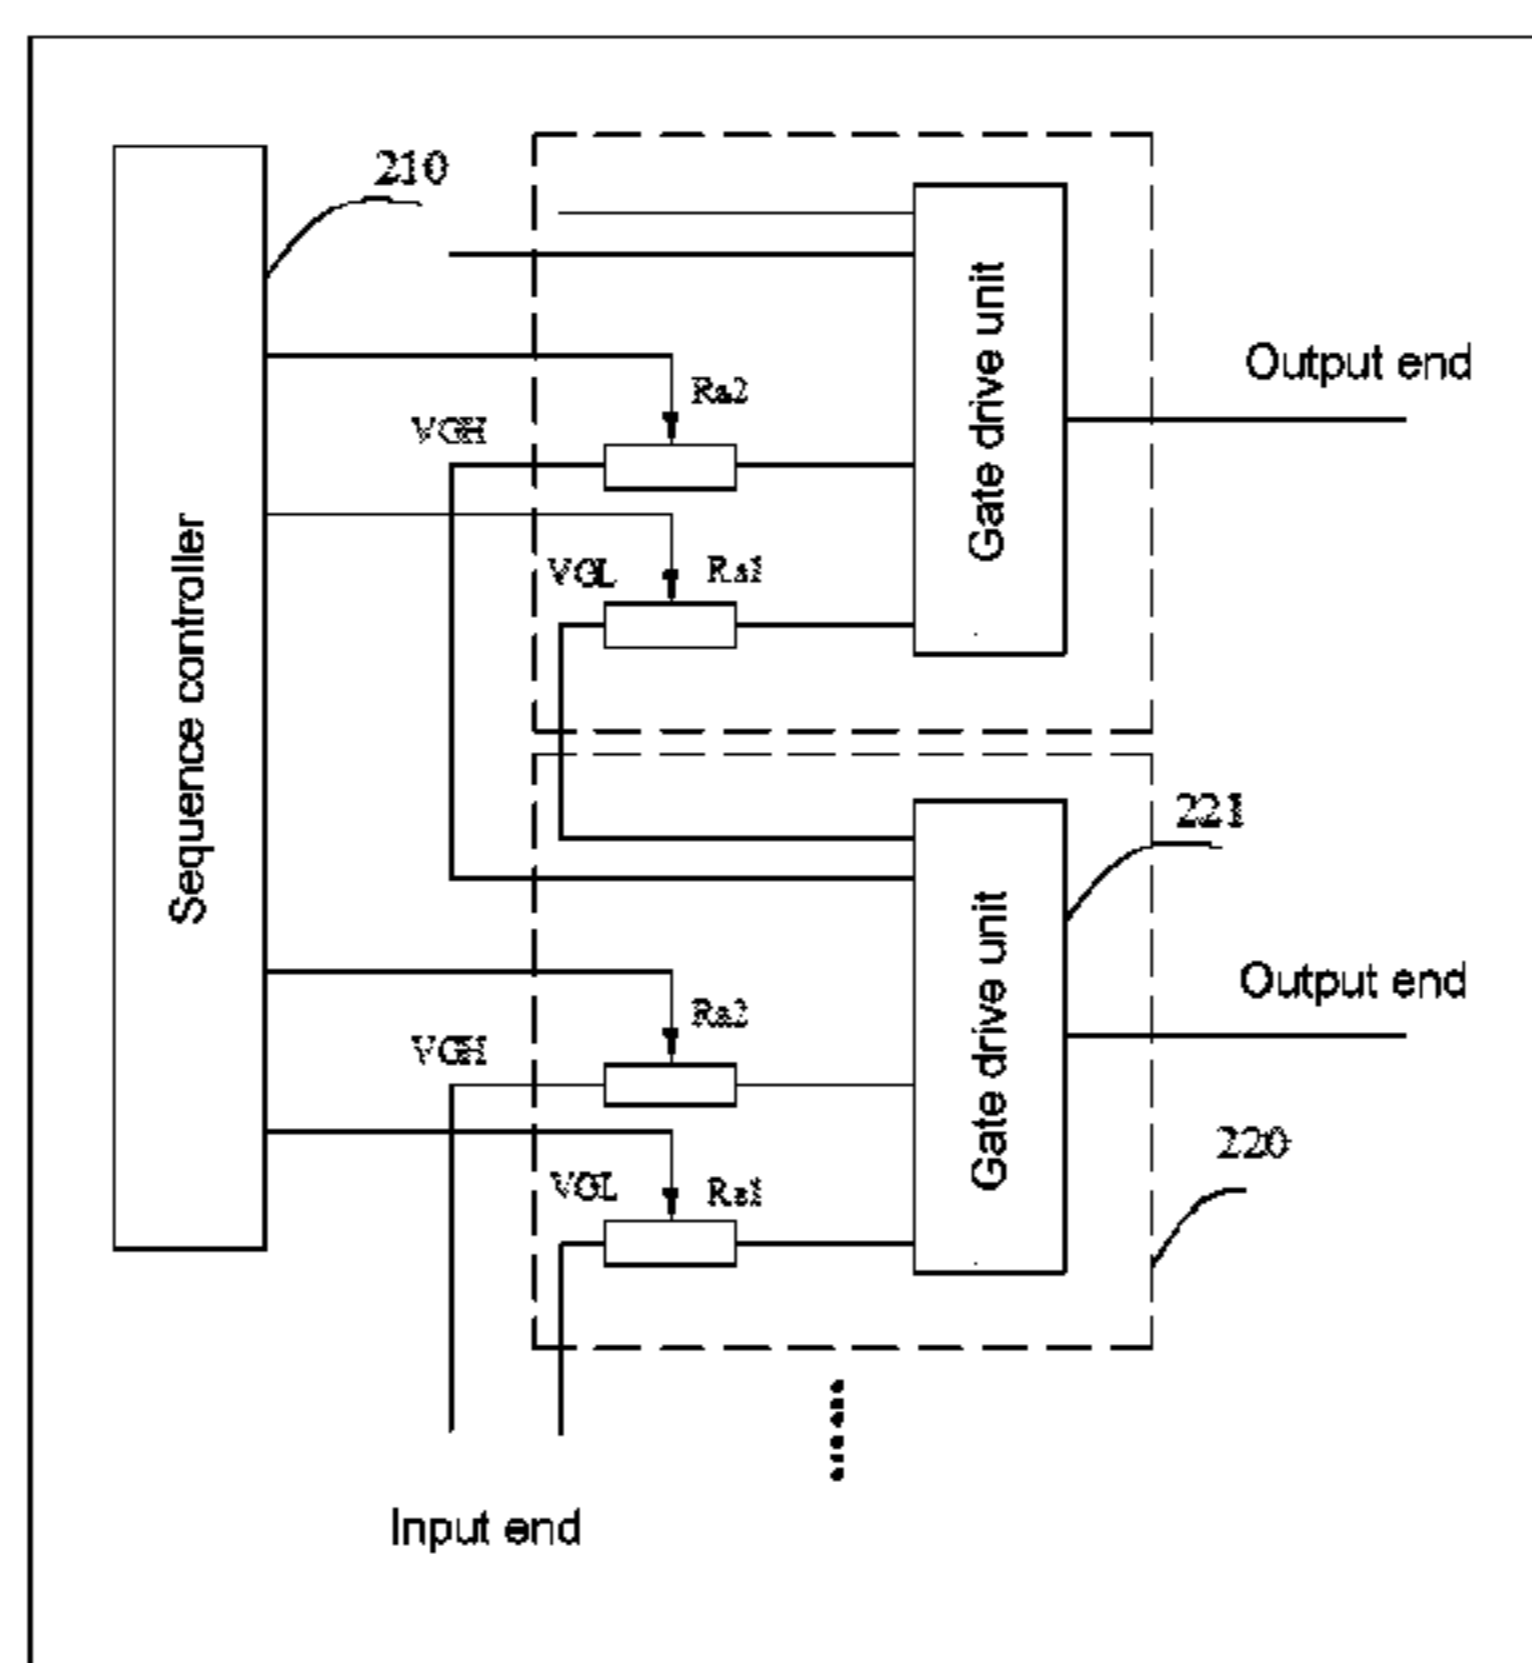 210
Sequence controller
Gate drive unit
Output end
Ra2
VGH
VGL
Ra1
221
Gate drive unit
Output end
Ra2
VGH
220
VGL
Ra1
Input end